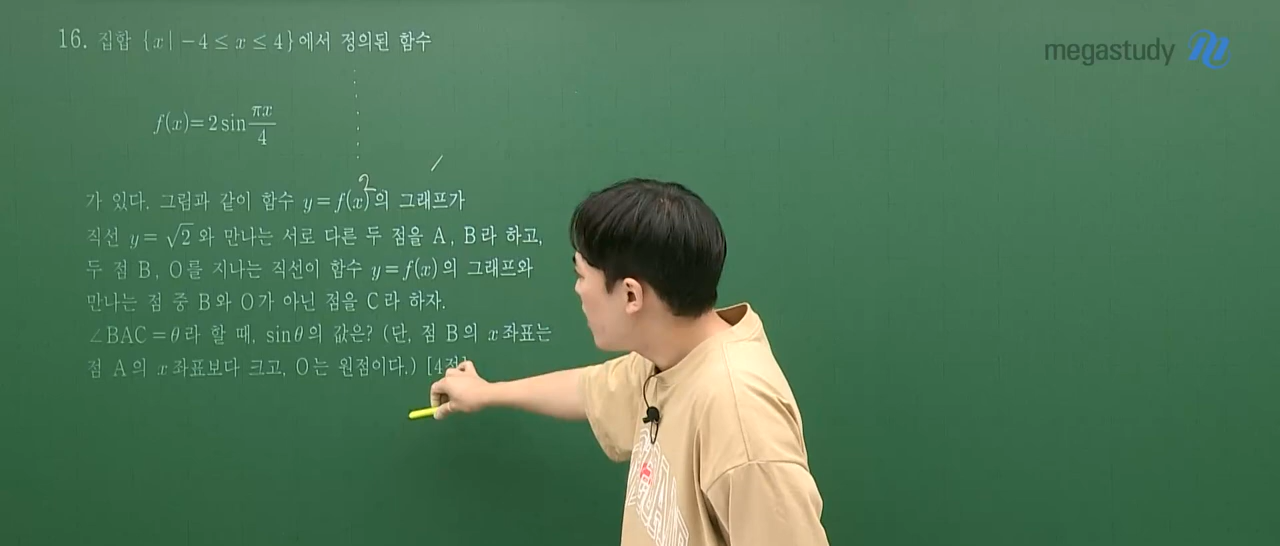 16. 집합 {x | -4 ≤ x ≤ 4}에서 정의된 함수
megastudy
f(x)=2sin πx/4
2
가 있다. 그림과 같이 함수 y=f(x)의 그래프가
직선 y=√2와 만나는 서로 다른 두 점을 A, B라 하고,
두 점 B, O를 지나는 직선이 함수 y=f(x)의 그래프와
만나는 점 중 B와 O가 아닌 점을 C라 하자.
∠BAC=θ라 할 때, sinθ의 값은? (단, 점 B의 x좌표는
점 A의 x좌표보다 크고, O는 원점이다.) [4점]